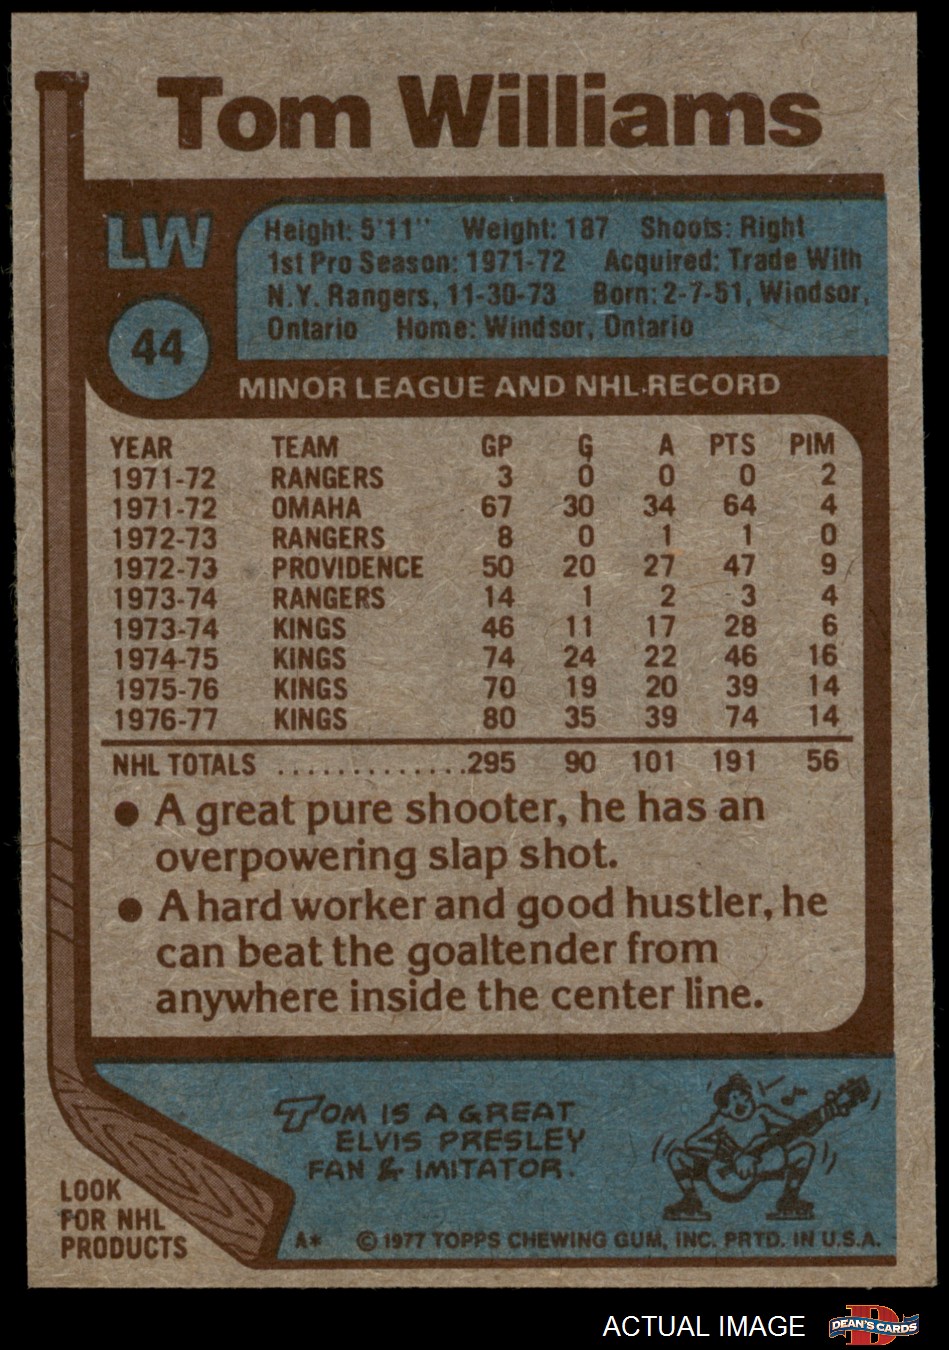 Tom Williams
LW
44
Height: 5'11" Weight: 187 Shoots: Right
1st Pro Season: 1971-72 Acquired: Trade With
N.Y. Rangers, 11-30-73 Born: 2-7-51, Windsor,
Ontario Home: Windsor, Ontario
MINOR LEAGUE AND NHL RECORD
YEAR TEAM GP G A PTS PIM
1971-72 RANGERS 3 0 0 0 2
1971-72 OMAHA 67 30 34 64 4
1972-73 RANGERS 8 0 1 1 0
1972-73 PROVIDENCE 50 20 27 47 9
1973-74 RANGERS 14 1 2 3 4
1973-74 KINGS 46 11 17 28 6
1974-75 KINGS 74 24 22 46 16
1975-76 KINGS 70 19 20 39 14
1976-77 KINGS 80 35 39 74 14
NHL TOTALS .............295 90 101 191 56
● A great pure shooter, he has an
overpowering slap shot.
● A hard worker and good hustler, he
can beat the goaltender from
anywhere inside the center line.
TOM IS A GREAT
ELVIS PRESLEY
FAN & IMITATOR.
LOOK
FOR NHL
PRODUCTS
A* © 1977 TOPPS CHEWING GUM, INC. PRTD. IN U.S.A.
ACTUAL IMAGE
D
DEAN'S CARDS